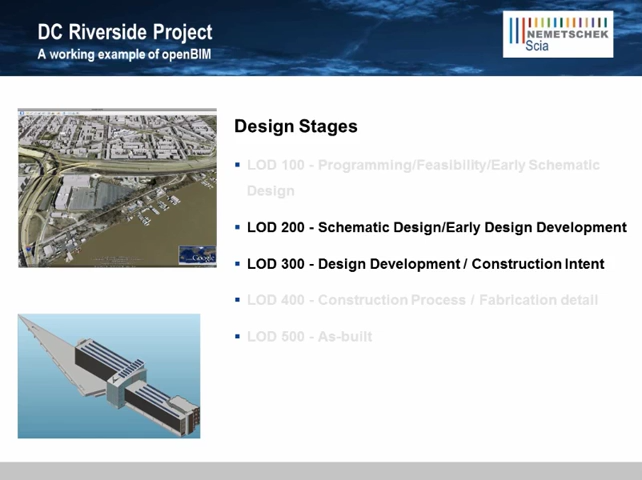 DC Riverside Project
A working example of openBIM
NEMETSCHEK
Scia
Design Stages
LOD 100 - Programming/Feasibility/Early Schematic
Design
LOD 200 - Schematic Design/Early Design Development
LOD 300 - Design Development / Construction Intent
LOD 400 - Construction Process / Fabrication detail
LOD 500 - As-built
Google